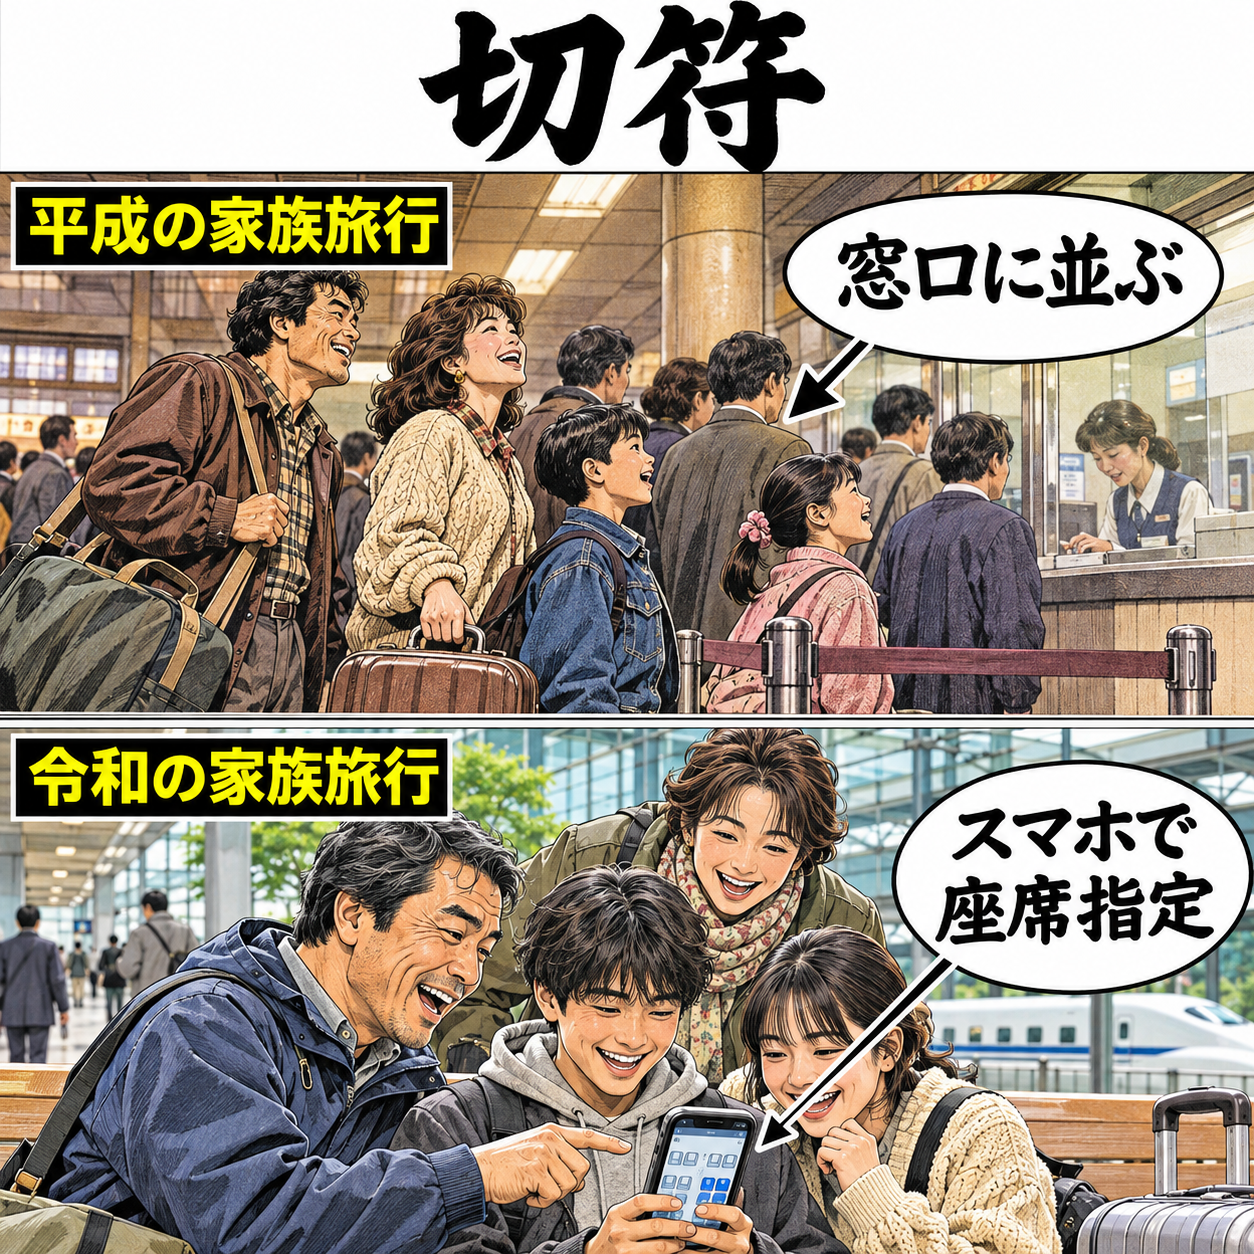 切符
平成の家族旅行
窓口に並ぶ
令和の家族旅行
スマホで
座席指定